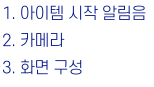 1. 아이템 시작 알림음
2. 카메라
3. 화면 구성